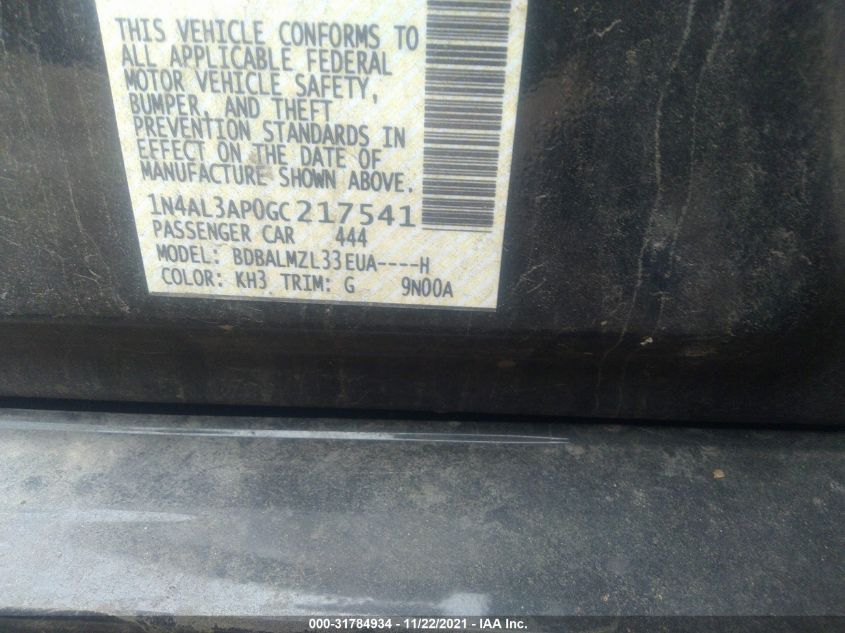 THIS VEHICLE CONFORMS TO
ALL APPLICABLE FEDERAL
MOTOR VEHICLE SAFETY,
BUMPER, AND THEFT
PREVENTION STANDARDS IN
EFFECT ON THE DATE OF
MANUFACTURE SHOWN ABOVE.
1N4AL3AP0GC217541
PASSENGER CAR 444
MODEL: BDBALMZL33EUA----H
COLOR: KH3 TRIM: G 9N00A
000-31784934 - 11/22/2021 - IAA Inc.